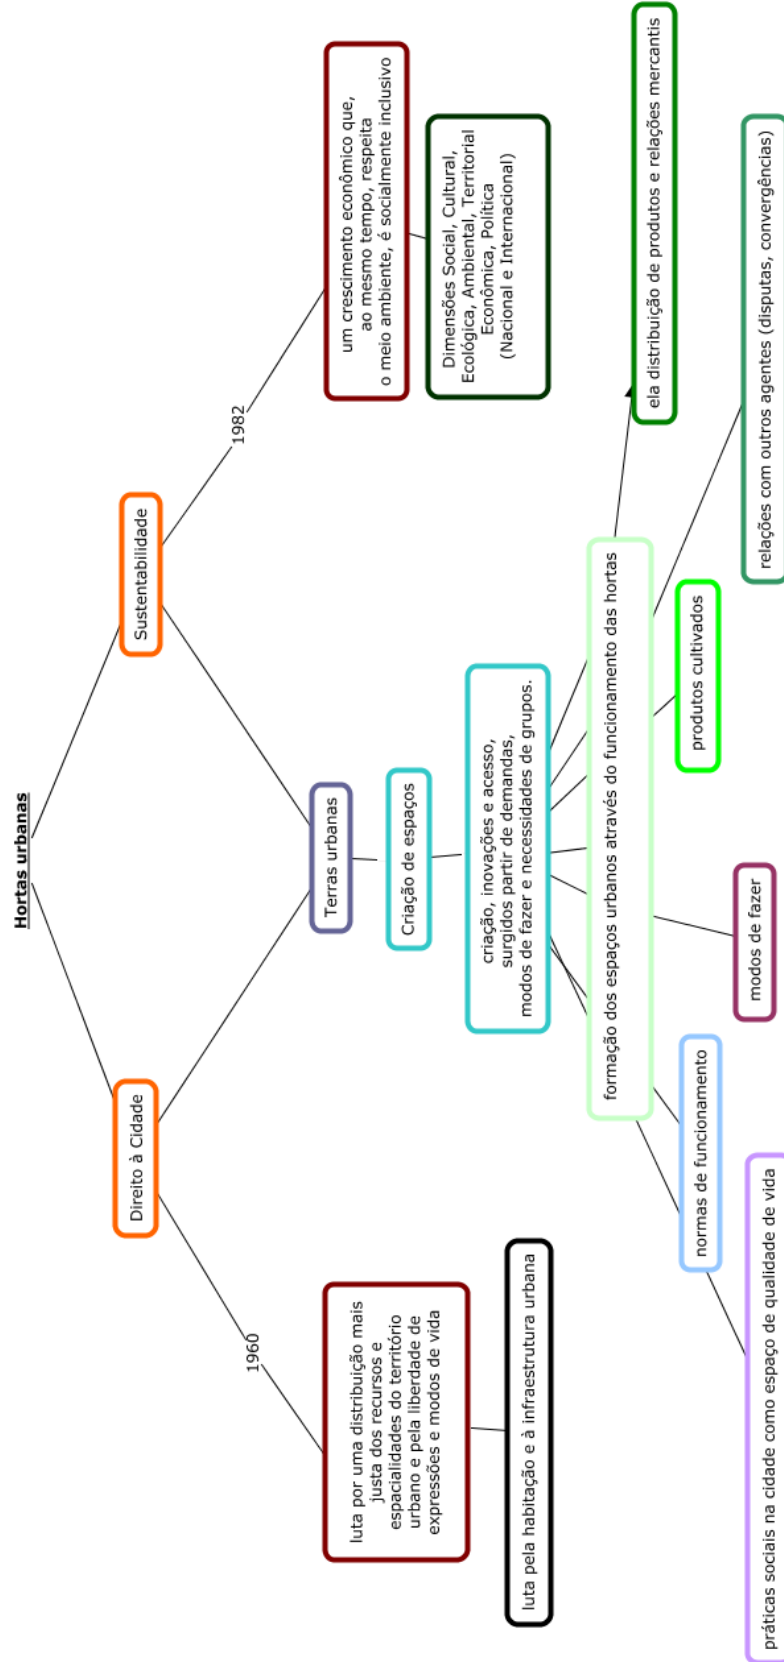 Hortas urbanas
Direito à Cidade
Sustentabilidade
1960
1982
luta por uma distribuição mais
justa dos recursos e
espacialidades do território
urbano e pela liberdade de
expressões e modos de vida
Terras urbanas
um crescimento econômico que,
ao mesmo tempo, respeita
o meio ambiente, é socialmente inclusivo
Criação de espaços
Dimensões Social, Cultural,
Ecológica, Ambiental, Territorial
Econômica, Política
(Nacional e Internacional)
luta pela habitação e à infraestrutura urbana
criação, inovações e acesso,
surgidos partir de demandas,
modos de fazer e necessidades de grupos.
formação dos espaços urbanos através do funcionamento das hortas
ela distribuição de produtos e relações mercantis
normas de funcionamento
produtos cultivados
práticas sociais na cidade como espaço de qualidade de vida
modos de fazer
relações com outros agentes (disputas, convergências)